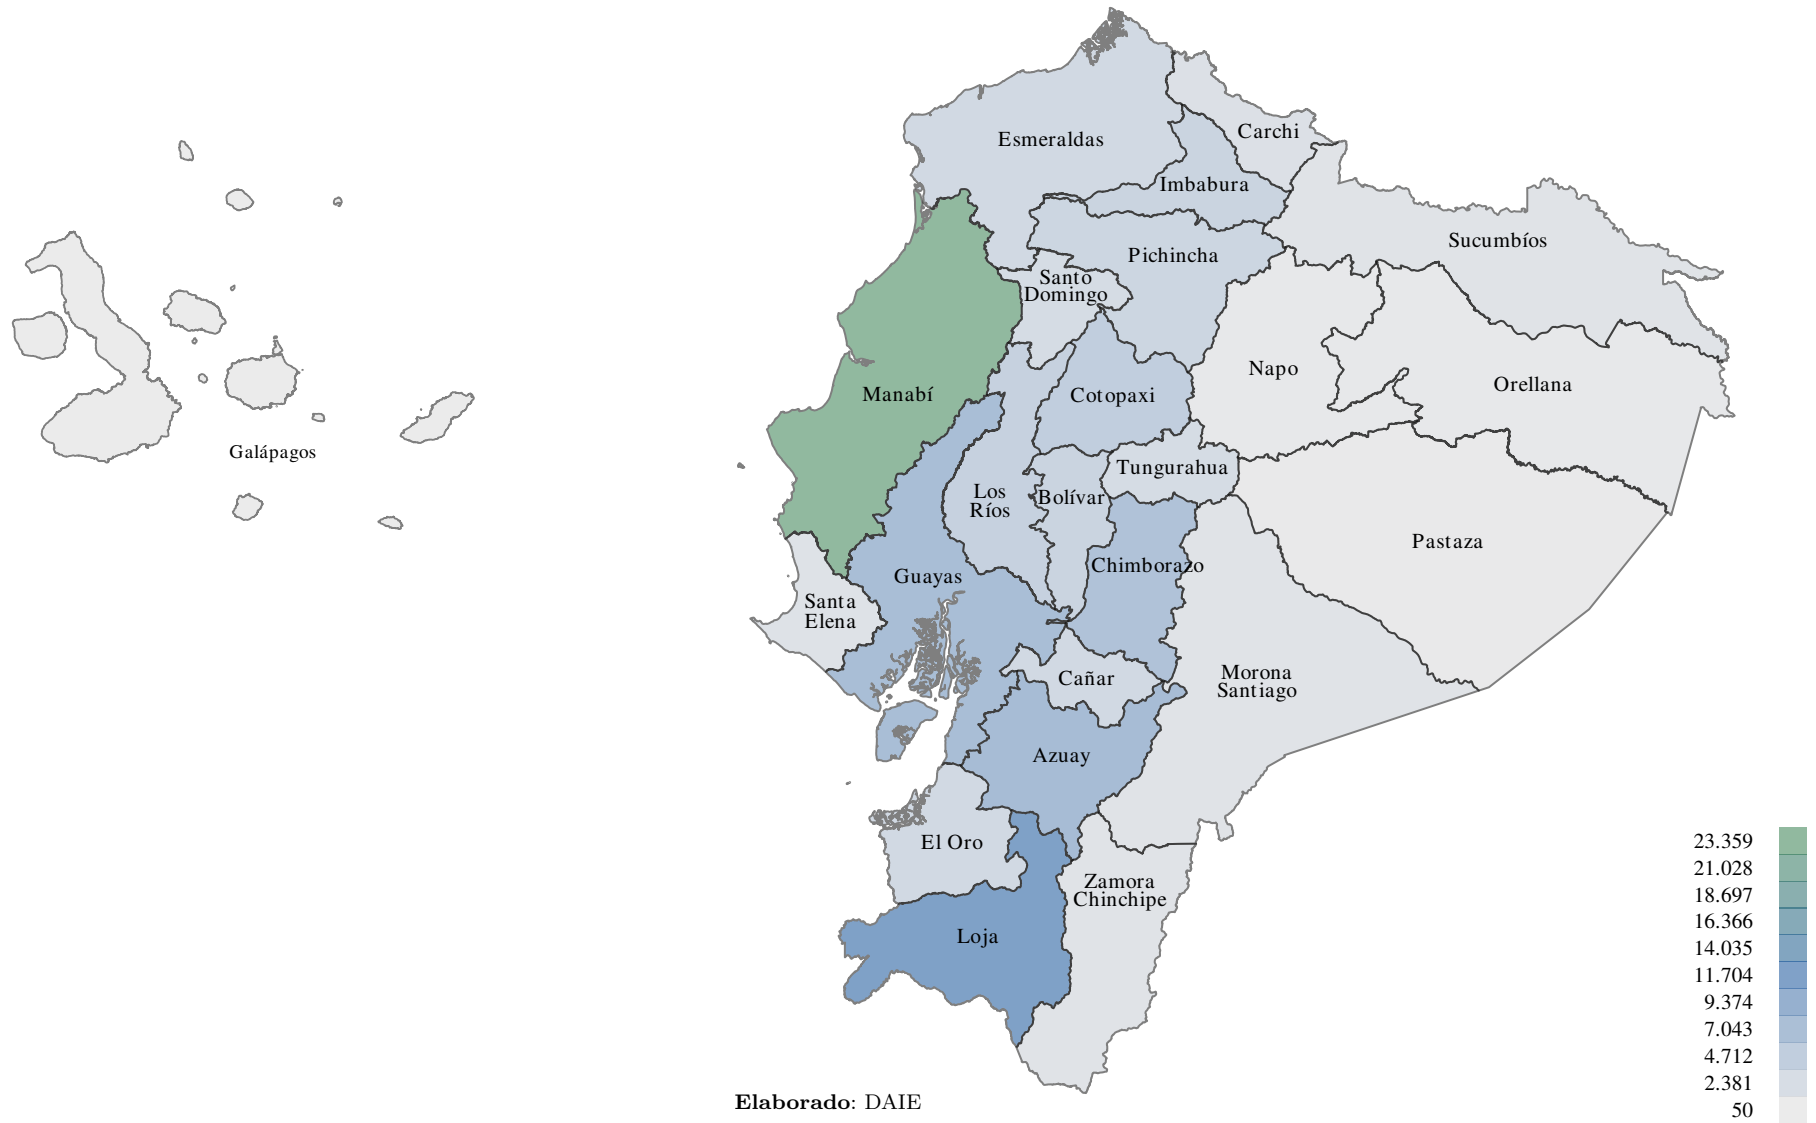 Carchi
Esmeraldas
Imbabura
Sucumbíos
Pichincha
Santo
Domingo
Napo
Orellana
Manabí
Cotopaxi
Galápagos
Tungurahua
Los
Ríos
Bolívar
Pastaza
Chimborazo
Guayas
Santa
Elena
Cañar
Morona
Santiago
Azuay
El Oro
Zamora
Chinchipe
Loja
23.359
21.028
18.697
16.366
14.035
11.704
9.374
7.043
4.712
2.381
50
Elaborado: DAIE